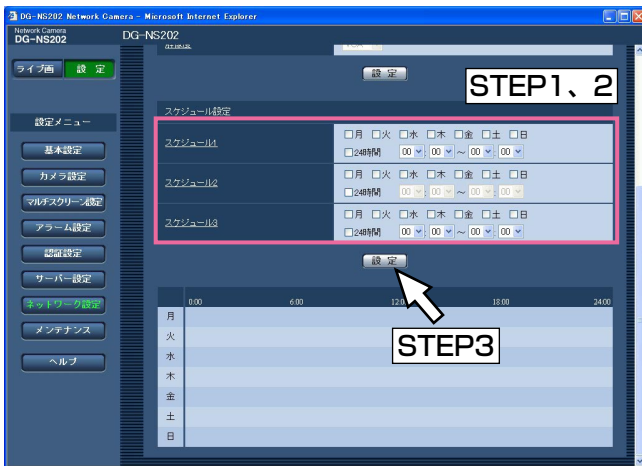 DG-NS202 Network Camera - Microsoft Internet Explorer
Network Camera
DG-NS202
DG-NS202
ライブ画 設 定
設 定
STEP1、2
設定メニュー
基本設定
カメラ設定
マルチスクリーン設定
アラーム設定
認証設定
サーバー設定
ネットワーク設定
メンテナンス
ヘルプ
スケジュール設定
スケジュール1
□月 □火 □水 □木 □金 □土 □日
□24時間 00 : 00 ~ 00 : 00
スケジュール2
□月 □火 □水 □木 □金 □土 □日
□24時間 00 : 00 ~ 00 : 00
スケジュール3
□月 □火 □水 □木 □金 □土 □日
□24時間 00 : 00 ~ 00 : 00
設 定
STEP3
0:00 6:00 18:00 24:00
月
火
水
木
金
土
日